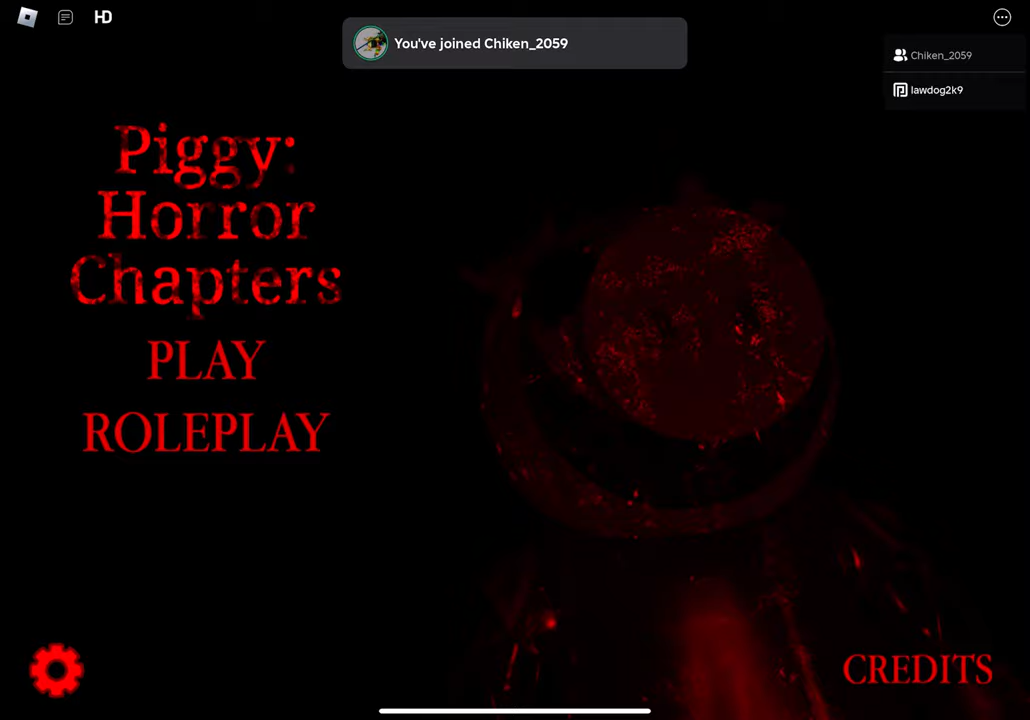 HD
You've joined Chiken_2059
Chiken_2059
lawdog2k9
Piggy:
Horror
Chapters
PLAY
ROLEPLAY
CREDITS